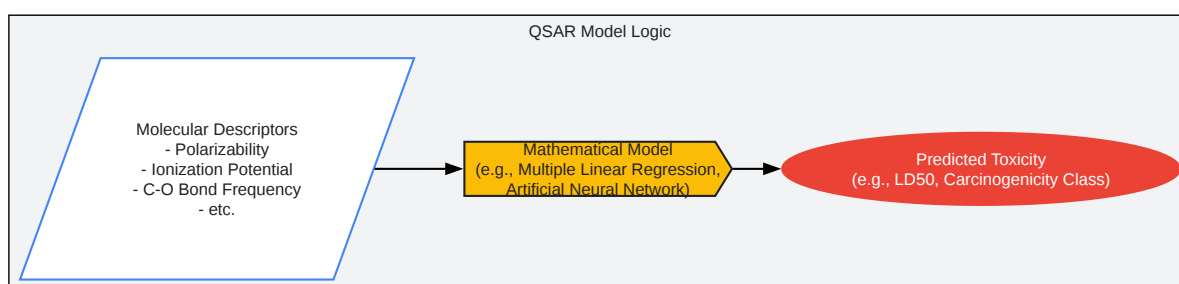 QSAR Model Logic
Molecular Descriptors
- Polarizability
- Ionization Potential
- C-O Bond Frequency
- etc.
Mathematical Model
(e.g., Multiple Linear Regression,
Artificial Neural Network)
Predicted Toxicity
(e.g., LD50, Carcinogenicity Class)